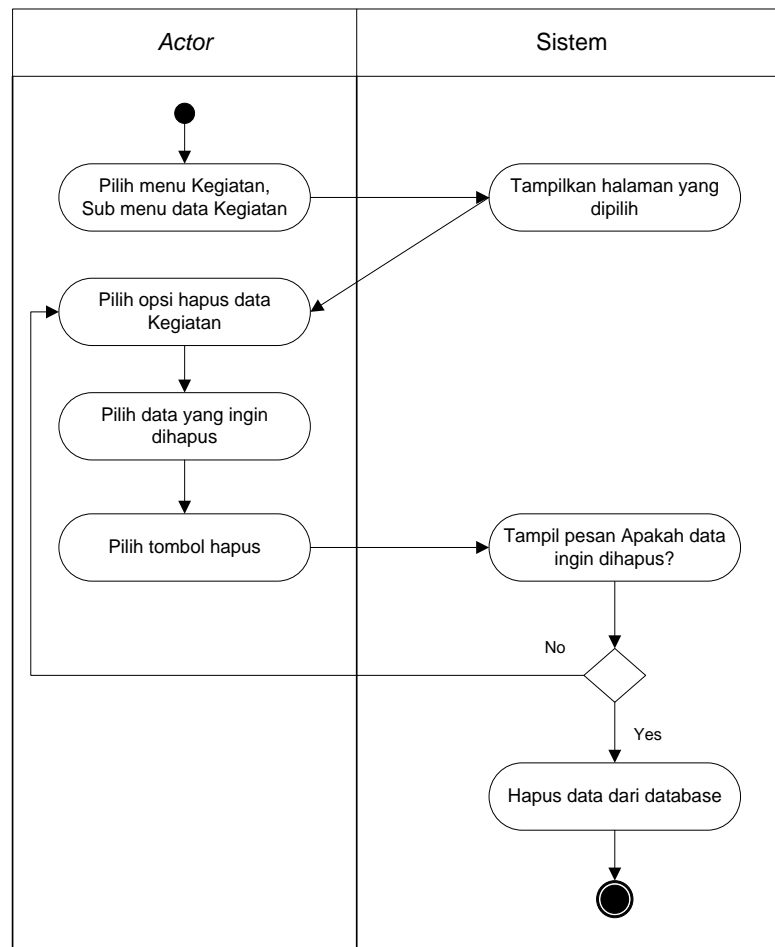 Actor
Sistem
Pilih menu Kegiatan,
Sub menu data Kegiatan
Tampilkan halaman yang
dipilih
Pilih opsi hapus data
Kegiatan
Pilih data yang ingin
dihapus
Pilih tombol hapus
Tampil pesan Apakah data
ingin dihapus?
No
Yes
Hapus data dari database